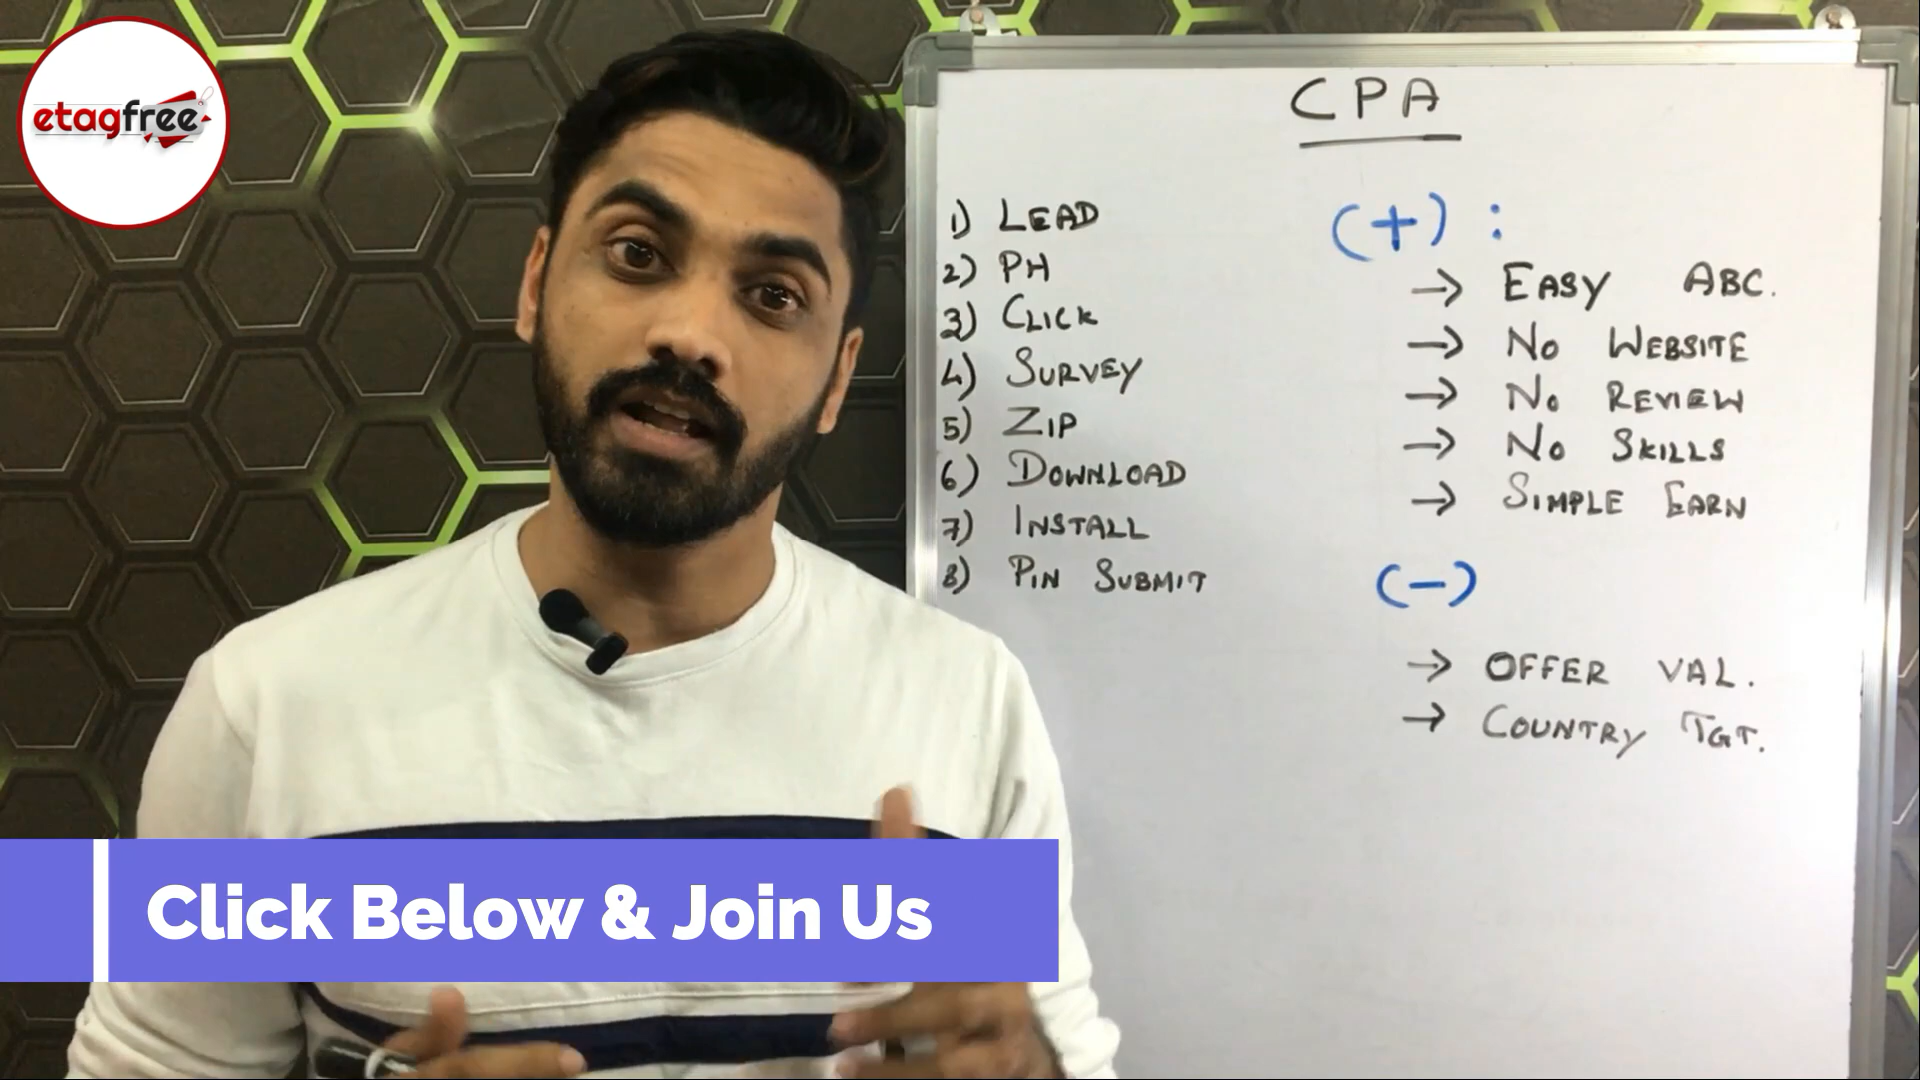 etagfree
CPA
1) LEAD
2) PH
3) CLICK
4) SURVEY
5) ZIP
6) DOWNLOAD
7) INSTALL
8) PIN SUBMIT
(+) :
→ EASY ABC.
→ NO WEBSITE
→ NO REVIEW
→ NO SKILLS
→ SIMPLE EARN
(-)
→ OFFER VAL.
→ COUNTRY TGT.
Click Below & Join Us